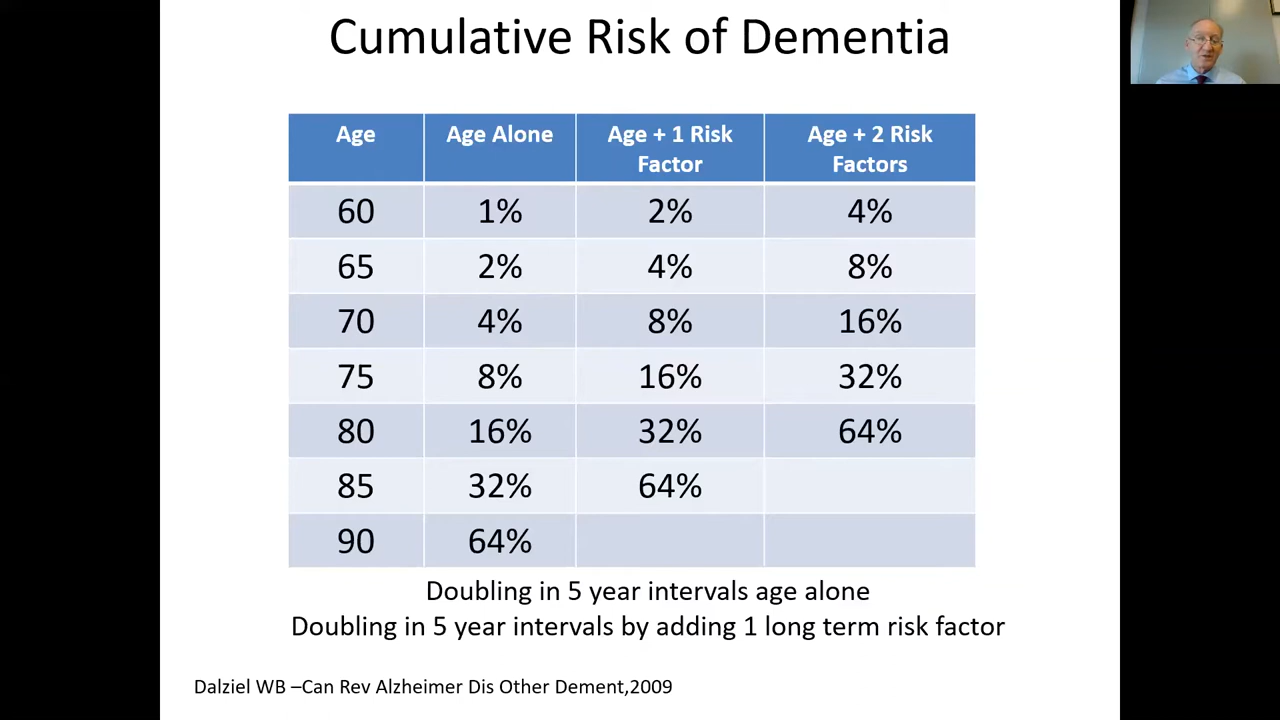 Cumulative Risk of Dementia
Age Age Alone Age + 1 Risk Factor Age + 2 Risk Factors
60 1% 2% 4%
65 2% 4% 8%
70 4% 8% 16%
75 8% 16% 32%
80 16% 32% 64%
85 32% 64%
90 64%
Doubling in 5 year intervals age alone
Doubling in 5 year intervals by adding 1 long term risk factor
Dalziel WB –Can Rev Alzheimer Dis Other Dement,2009